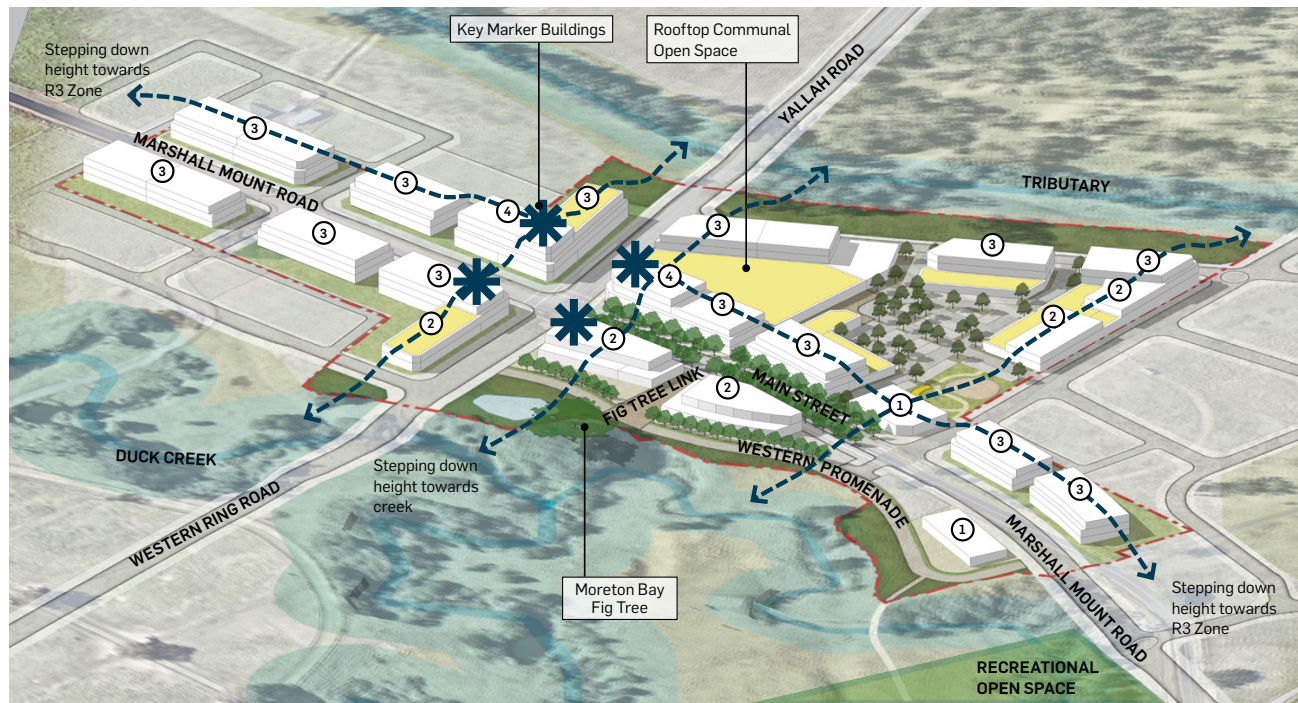 Key Marker Buildings
Rooftop Communal
Open Space
Stepping down
height towards
R3 Zone
YALLAH ROAD
TRIBUTARY
MARSHALL MOUNT ROAD
3
3
3
4
3
3
3
2
3
4
3
3
2
2
1
3
3
2
2
3
3
1
FIG TREE LINK
MAIN STREET
WESTERN PROMENADE
DUCK CREEK
WESTERN RING ROAD
Stepping down
height towards
creek
Moreton Bay
Fig Tree
MARSHALL MOUNT ROAD
Stepping down
height towards
R3 Zone
RECREATIONAL
OPEN SPACE